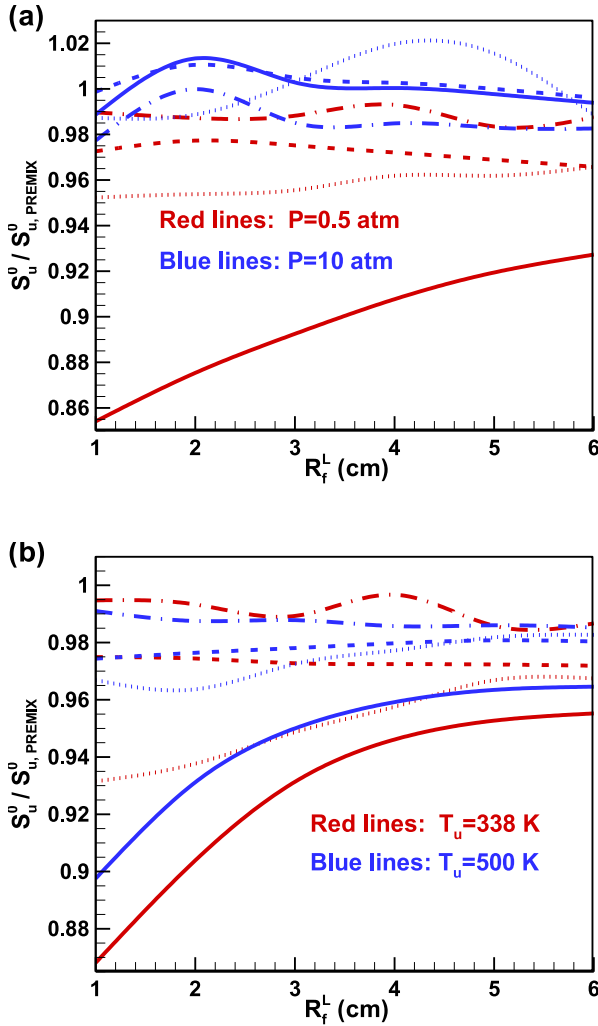 (a)
1.02
1
0.98
0.96
0.94
0.92
0.9
0.88
0.86
S⁰ᵤ / S⁰ᵤ, PREMIX
Red lines: P=0.5 atm
Blue lines: P=10 atm
1 2 3 4 5 6
R_f^L (cm)
(b)
1
0.98
0.96
0.94
0.92
0.9
0.88
S⁰ᵤ / S⁰ᵤ, PREMIX
Red lines: Tᵤ=338 K
Blue lines: Tᵤ=500 K
1 2 3 4 5 6
R_f^L (cm)